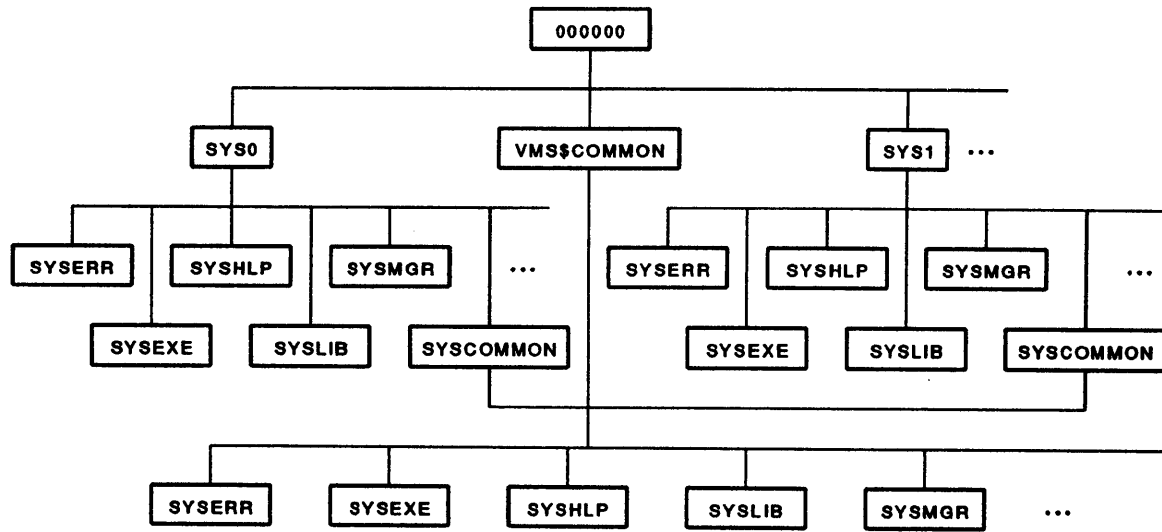 000000
SYS0
VMS$COMMON
SYS1 ...
SYSERR
SYSHLP
SYSMGR
...
SYSERR
SYSHLP
SYSMGR
...
SYSEXE
SYSLIB
SYSCOMMON
SYSEXE
SYSLIB
SYSCOMMON
SYSERR
SYSEXE
SYSHLP
SYSLIB
SYSMGR
...